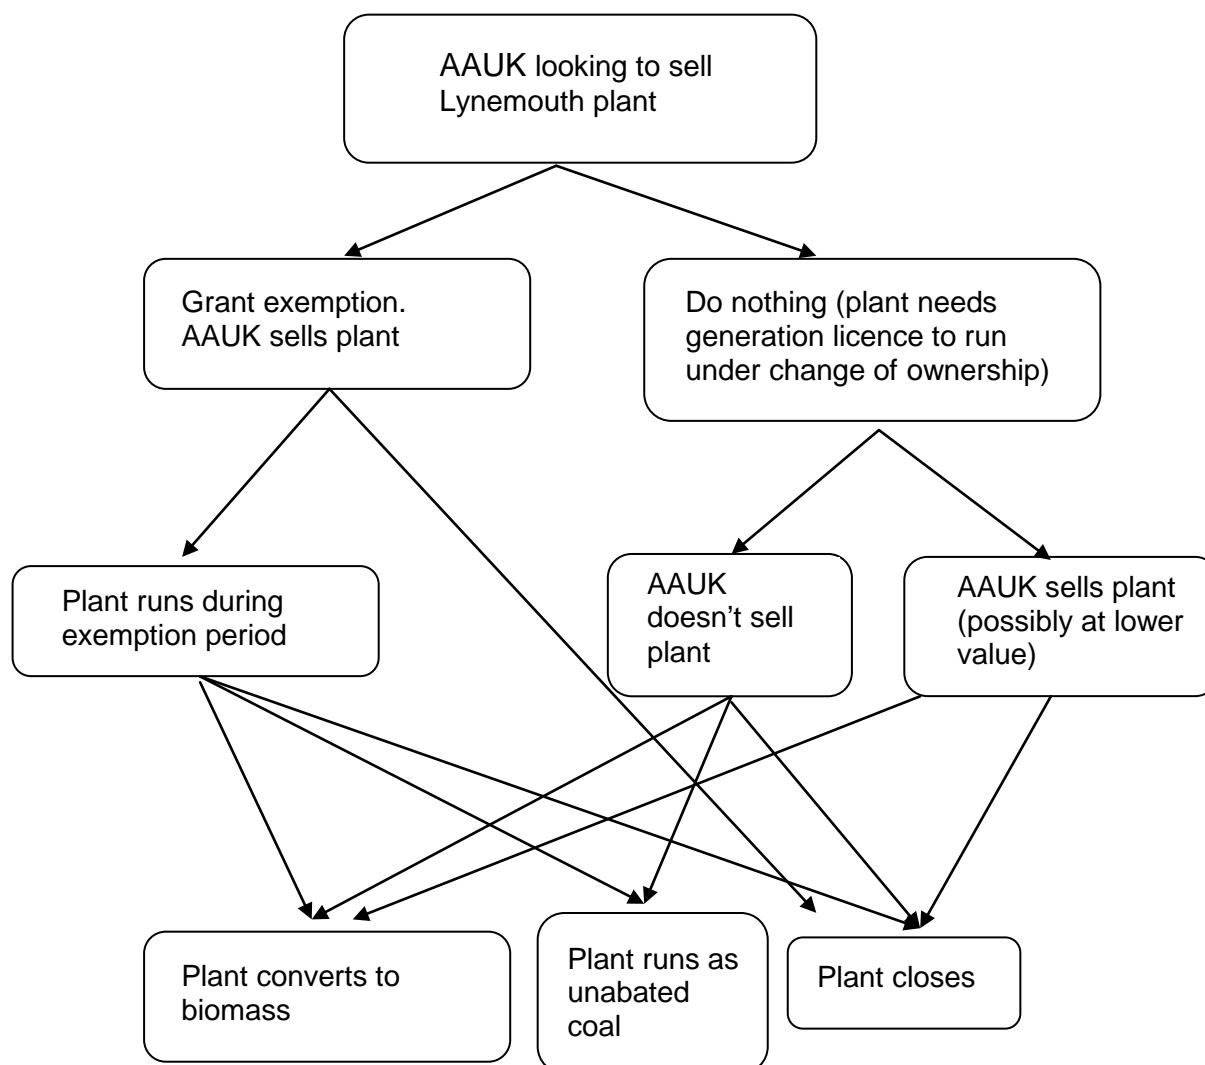 AAUK looking to sell
Lynemouth plant
Grant exemption.
AAUK sells plant
Do nothing (plant needs
generation licence to run
under change of ownership)
Plant runs during
exemption period
AAUK
doesn’t sell
plant
AAUK sells plant
(possibly at lower
value)
Plant converts to
biomass
Plant runs as
unabated
coal
Plant closes